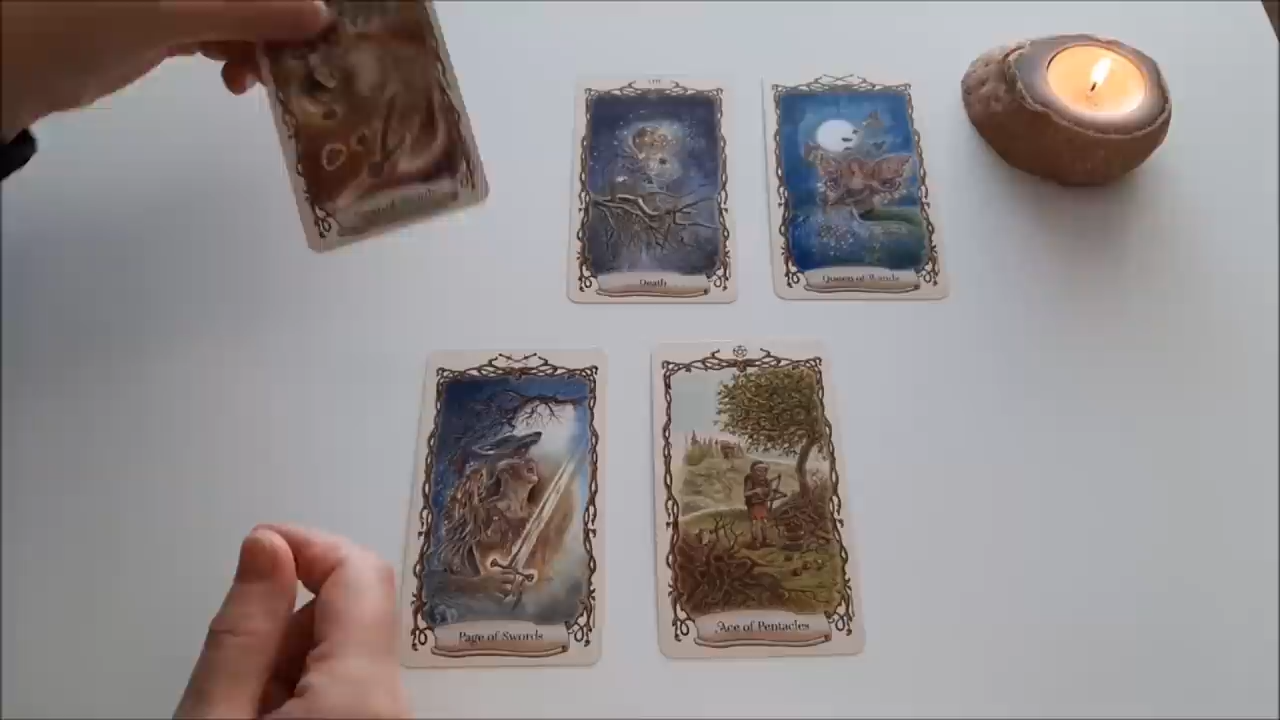 Death
Queen of Wands
Page of Swords
Ace of Pentacles